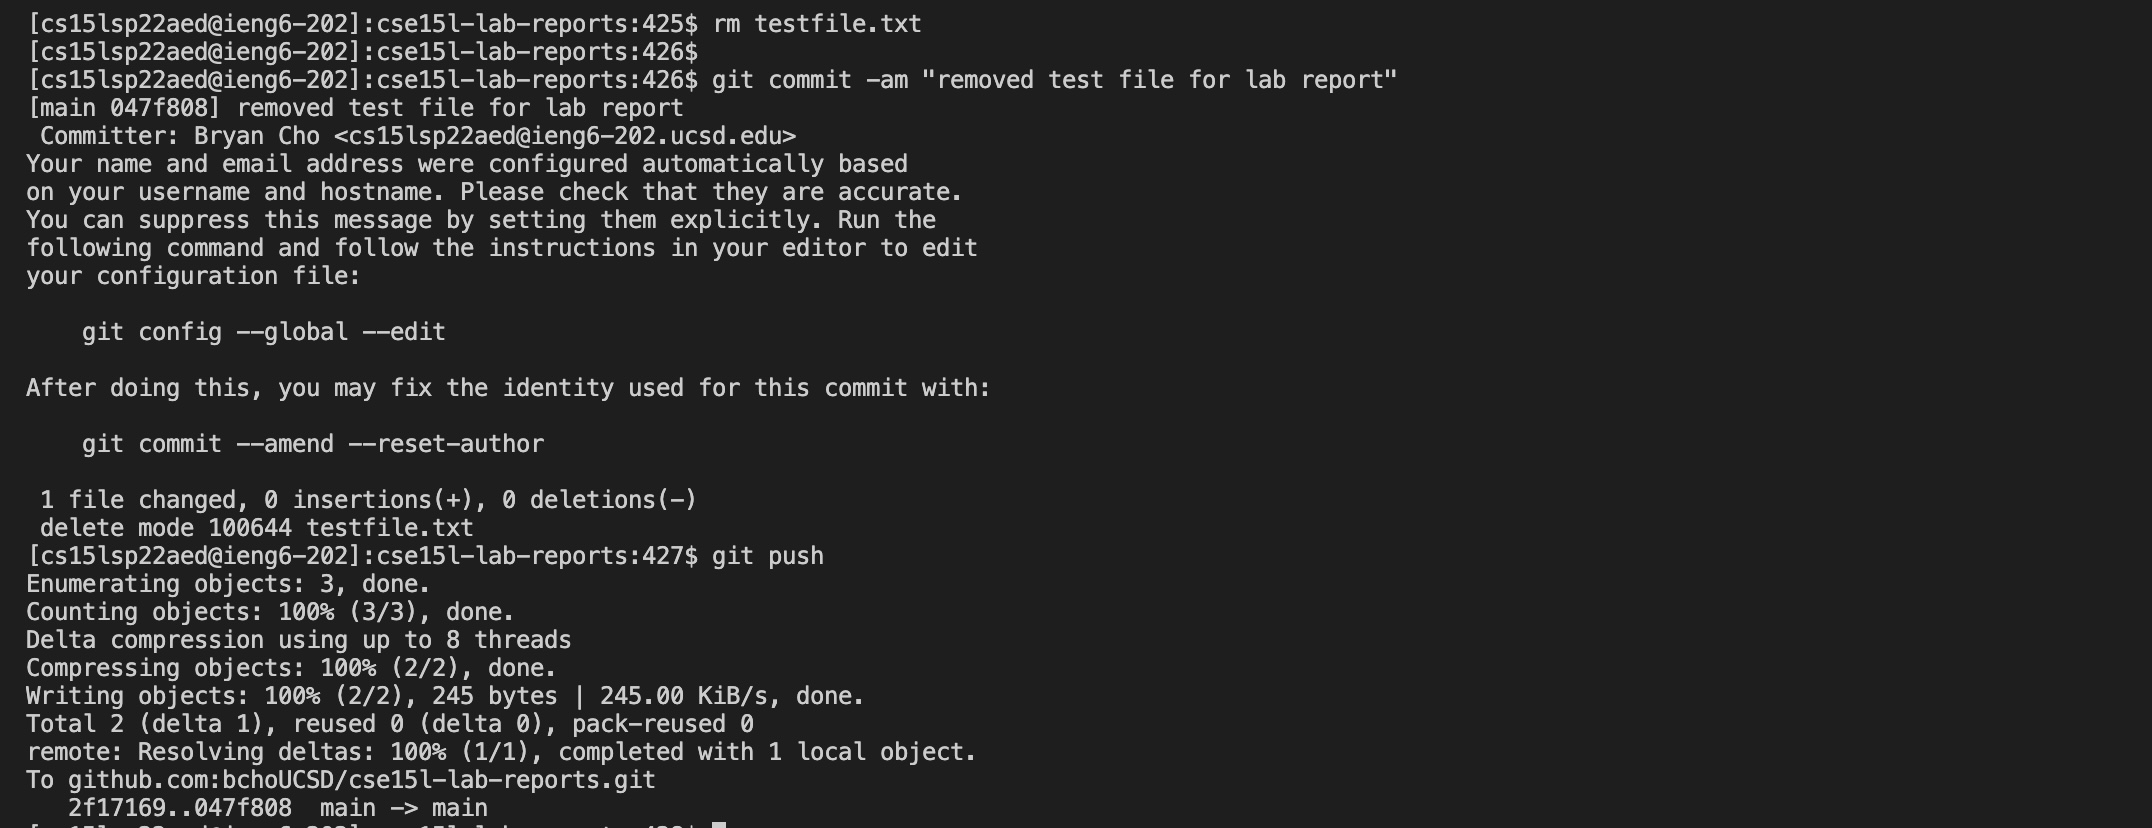 [cs15lsp22aed@ieng6-202]:cse15l-lab-reports:425$ rm testfile.txt
[cs15lsp22aed@ieng6-202]:cse15l-lab-reports:426$
[cs15lsp22aed@ieng6-202]:cse15l-lab-reports:426$ git commit -am "removed test file for lab report"
[main 047f808] removed test file for lab report
 Committer: Bryan Cho <cs15lsp22aed@ieng6-202.ucsd.edu>
Your name and email address were configured automatically based
on your username and hostname. Please check that they are accurate.
You can suppress this message by setting them explicitly. Run the
following command and follow the instructions in your editor to edit
your configuration file:

    git config --global --edit

After doing this, you may fix the identity used for this commit with:

    git commit --amend --reset-author

 1 file changed, 0 insertions(+), 0 deletions(-)
 delete mode 100644 testfile.txt
[cs15lsp22aed@ieng6-202]:cse15l-lab-reports:427$ git push
Enumerating objects: 3, done.
Counting objects: 100% (3/3), done.
Delta compression using up to 8 threads
Compressing objects: 100% (2/2), done.
Writing objects: 100% (2/2), 245 bytes | 245.00 KiB/s, done.
Total 2 (delta 1), reused 0 (delta 0), pack-reused 0
remote: Resolving deltas: 100% (1/1), completed with 1 local object.
To github.com:bchoUCSD/cse15l-lab-reports.git
   2f17169..047f808  main -> main